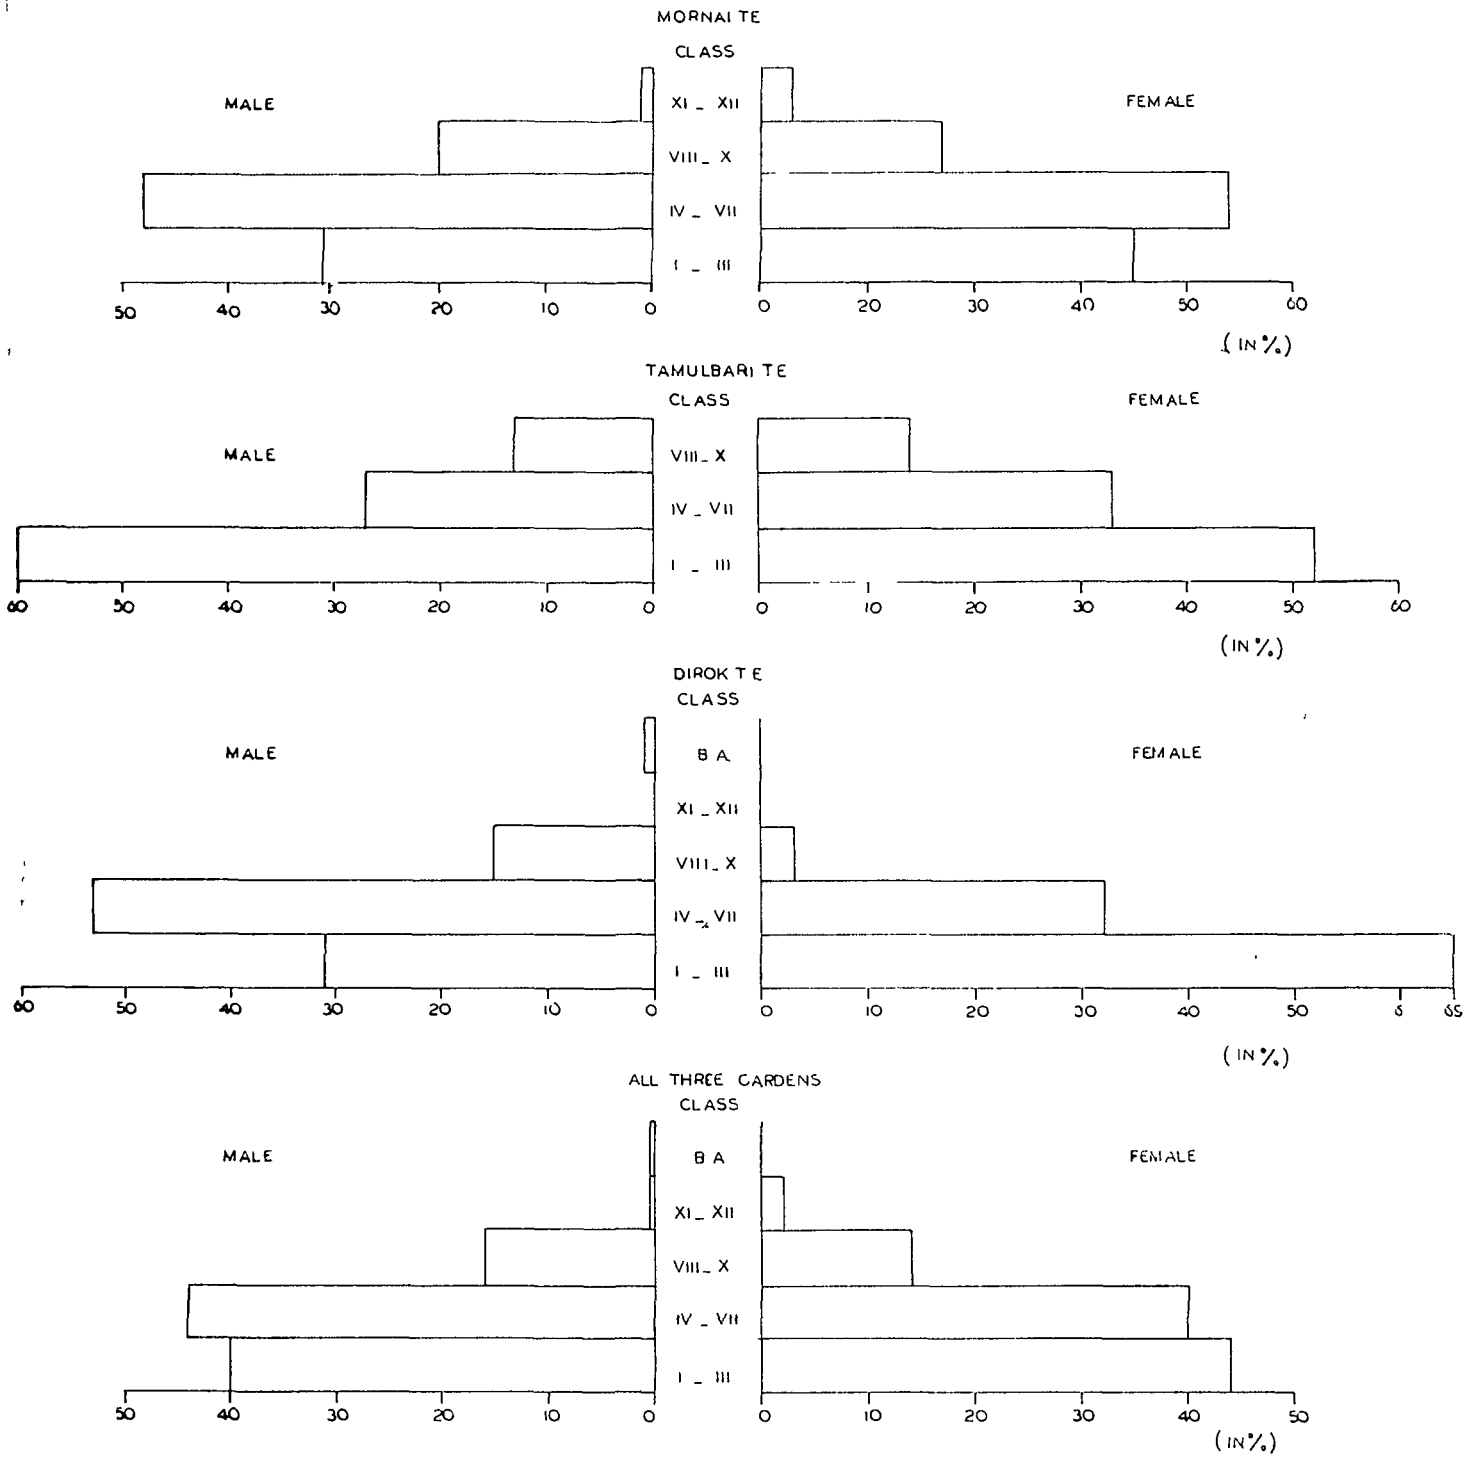 MORNAI TE
CLASS
MALE XI _ XII FEMALE
VIII _ X
IV _ VII
I _ III
50 40 30 20 10 0 0 20 30 40 50 60
(IN %)
TAMULBARI TE
CLASS FEMALE
MALE VIII _ X
IV _ VII
I _ III
60 50 40 30 20 10 0 0 10 20 30 40 50 60
(IN %)
DIROK TE
CLASS
MALE B A FEMALE
XI _ XII
VIII _ X
IV _ VII
I _ III
60 50 40 30 20 10 0 0 10 20 30 40 50 6 65
(IN %)
ALL THREE GARDENS
CLASS
MALE B A FEMALE
XI _ XII
VIII _ X
IV _ VII
I _ III
50 40 30 20 10 0 0 10 20 30 40 50
(IN %)